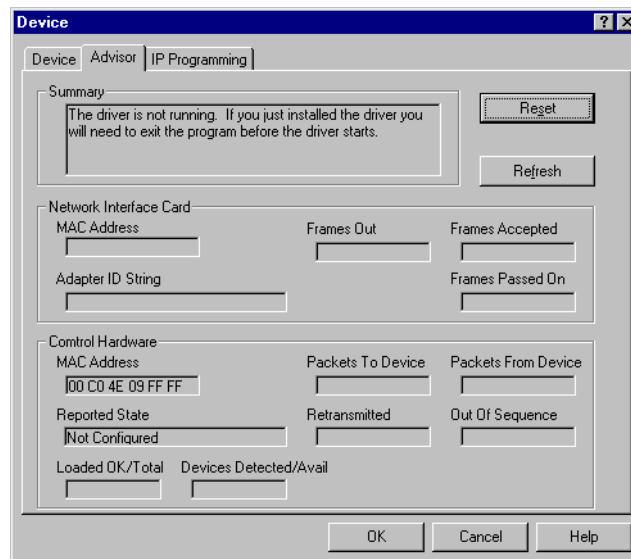 Device
Device Advisor IP Programming
Summary
The driver is not running. If you just installed the driver you
will need to exit the program before the driver starts.
Reset
Refresh
Network Interface Card
MAC Address Frames Out Frames Accepted
Adapter ID String Frames Passed On
Comtrol Hardware
MAC Address Packets To Device Packets From Device
00 C0 4E 09 FF FF
Reported State Retransmitted Out Of Sequence
Not Configured
Loaded OK/Total Devices Detected/Avail
OK Cancel Help